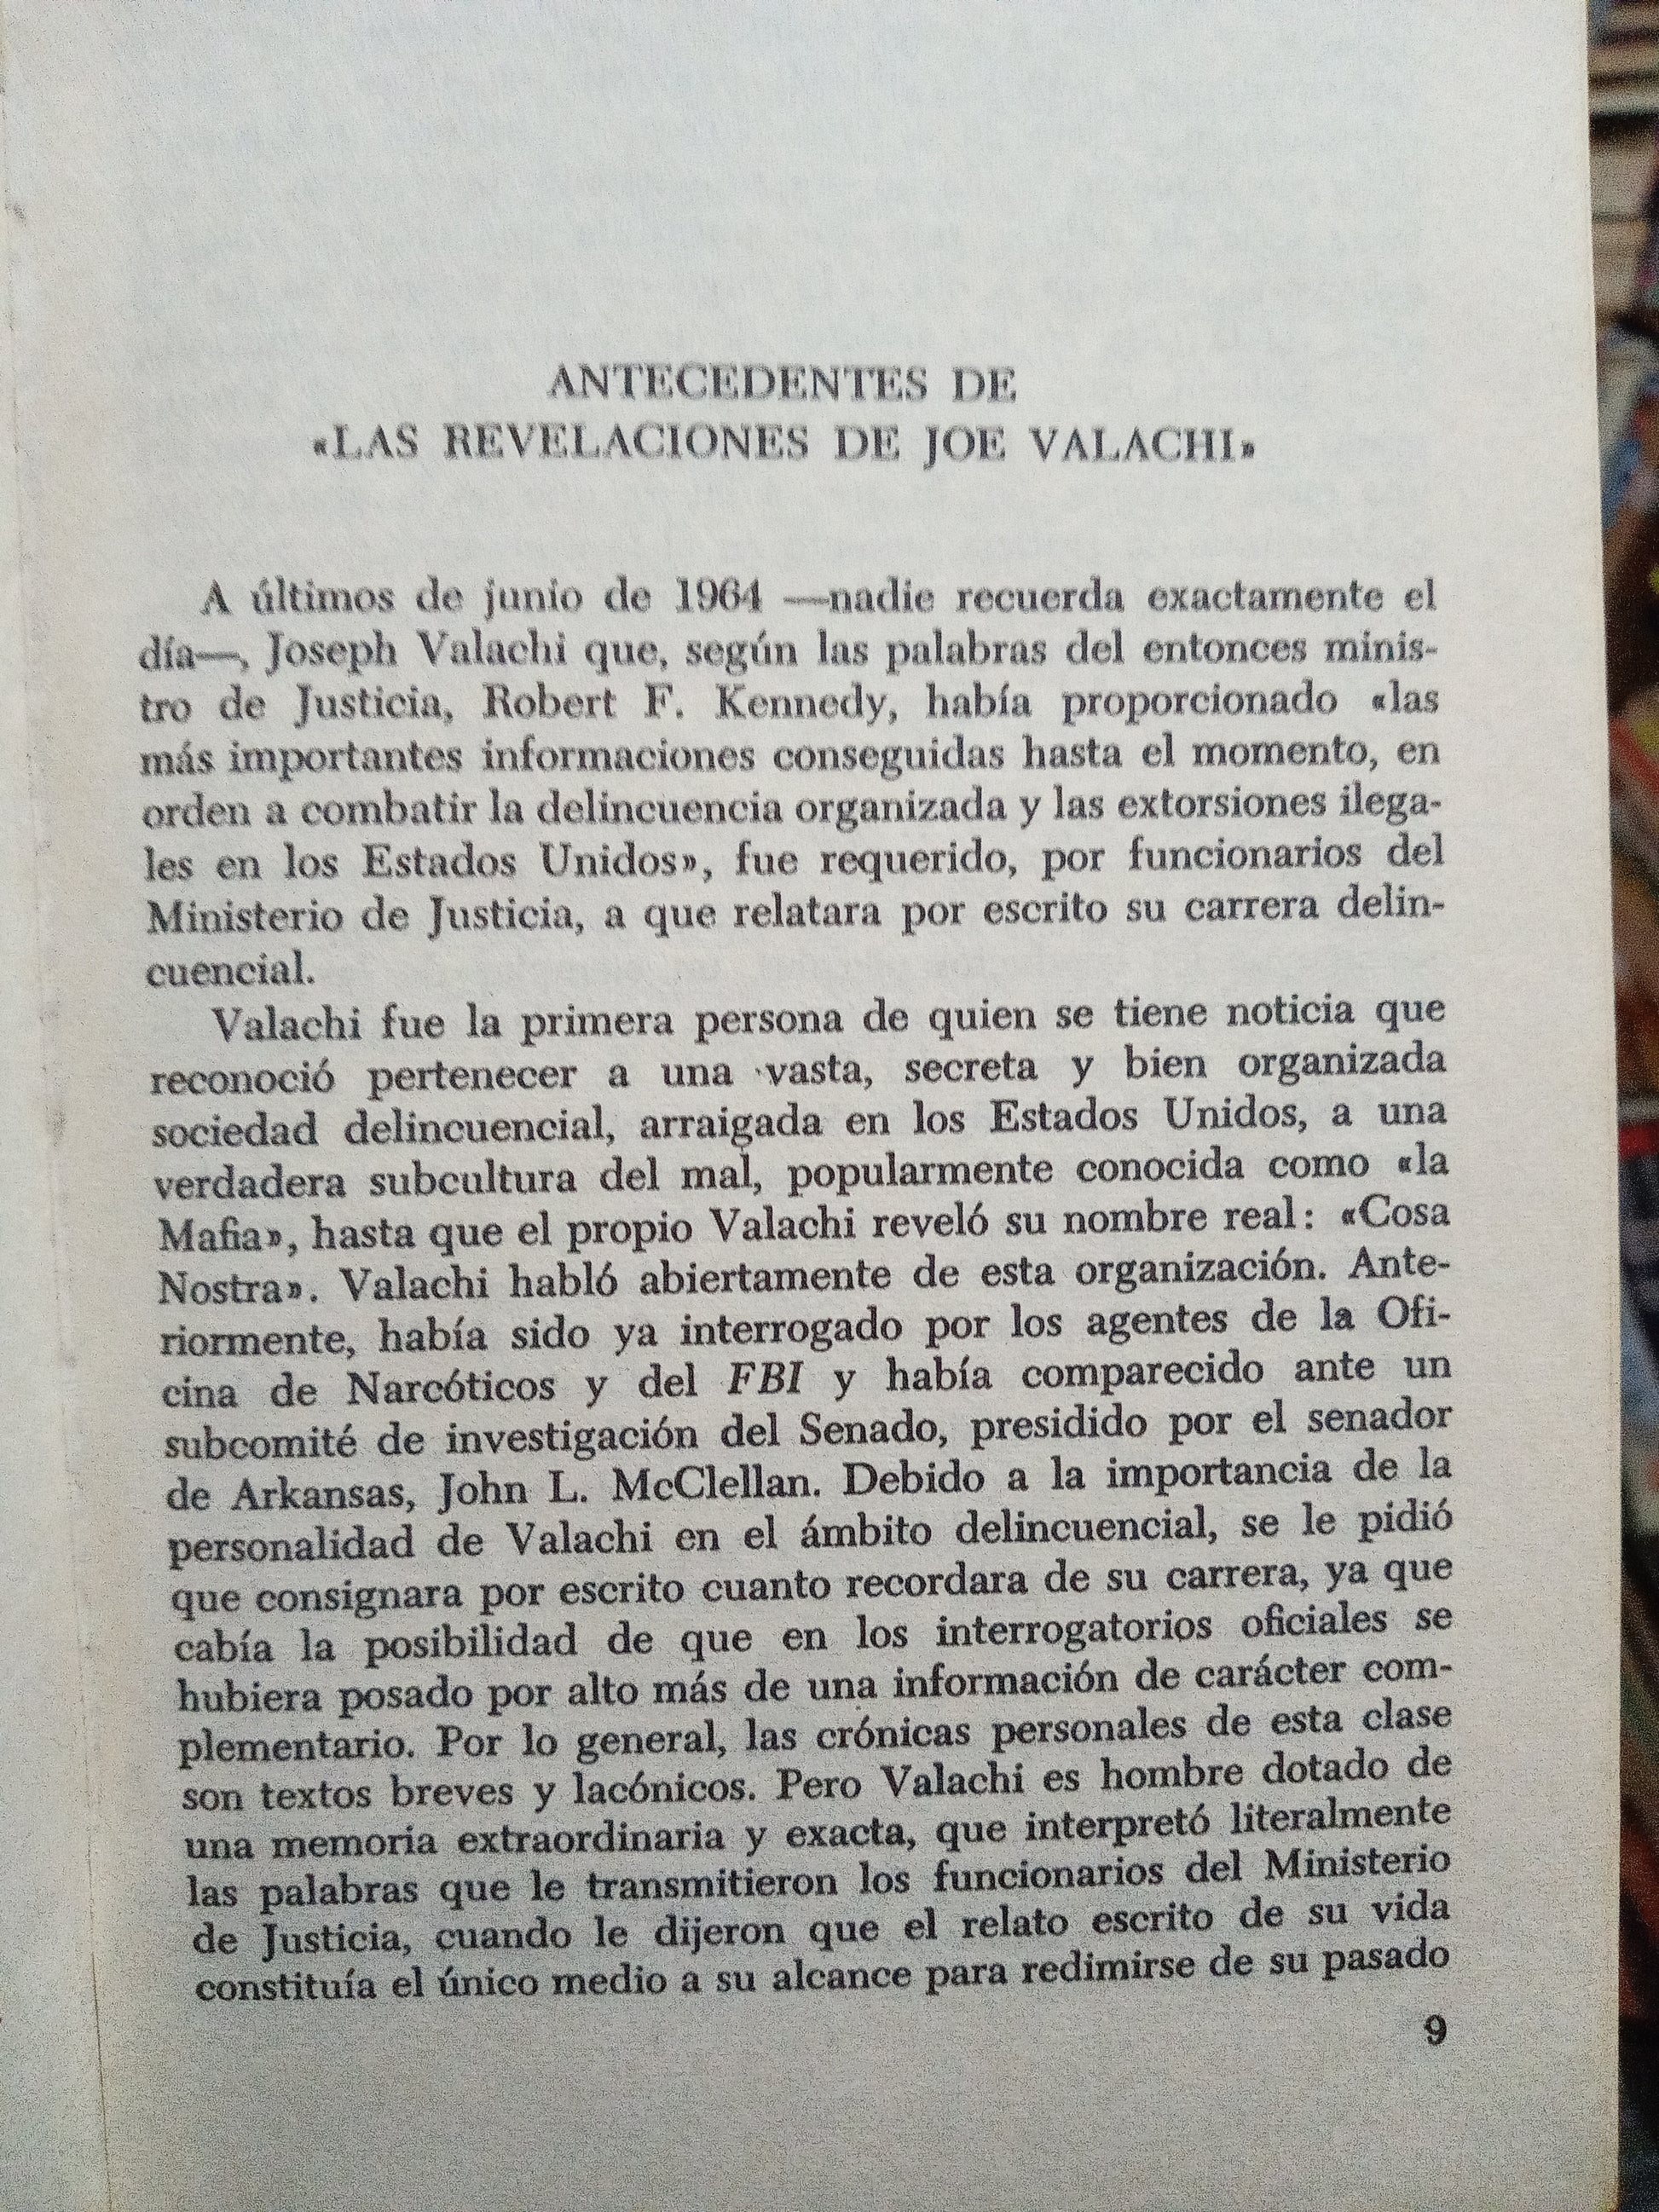 ANTECEDENTES DE
«LAS REVELACIONES DE JOE VALACHI»
A últimos de junio de 1964 —nadie recuerda exactamente el
día—, Joseph Valachi que, según las palabras del entonces minis-
tro de Justicia, Robert F. Kennedy, había proporcionado «las
más importantes informaciones conseguidas hasta el momento, en
orden a combatir la delincuencia organizada y las extorsiones ilega-
les en los Estados Unidos», fue requerido, por funcionarios del
Ministerio de Justicia, a que relatara por escrito su carrera delin-
cuencial.
Valachi fue la primera persona de quien se tiene noticia que
reconoció pertenecer a una vasta, secreta y bien organizada
sociedad delincuencial, arraigada en los Estados Unidos, a una
verdadera subcultura del mal, popularmente conocida como «la
Mafia», hasta que el propio Valachi reveló su nombre real: «Cosa
Nostra». Valachi habló abiertamente de esta organización. Ante-
riormente, había sido ya interrogado por los agentes de la Ofi-
cina de Narcóticos y del FBI y había comparecido ante un
subcomité de investigación del Senado, presidido por el senador
de Arkansas, John L. McClellan. Debido a la importancia de la
personalidad de Valachi en el ámbito delincuencial, se le pidió
que consignara por escrito cuanto recordara de su carrera, ya que
cabía la posibilidad de que en los interrogatorios oficiales se
hubiera posado por alto más de una información de carácter com-
plementario. Por lo general, las crónicas personales de esta clase
son textos breves y lacónicos. Pero Valachi es hombre dotado de
una memoria extraordinaria y exacta, que interpretó literalmente
las palabras que le transmitieron los funcionarios del Ministerio
de Justicia, cuando le dijeron que el relato escrito de su vida
constituía el único medio a su alcance para redimirse de su pasado
9